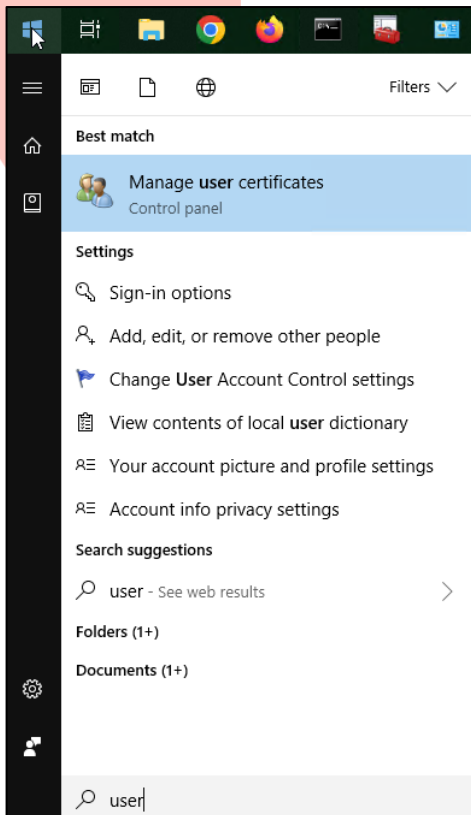 Filters
Best match
Manage user certificates
Control panel
Settings
Sign-in options
Add, edit, or remove other people
Change User Account Control settings
View contents of local user dictionary
Your account picture and profile settings
Account info privacy settings
Search suggestions
user - See web results
Folders (1+)
Documents (1+)
user